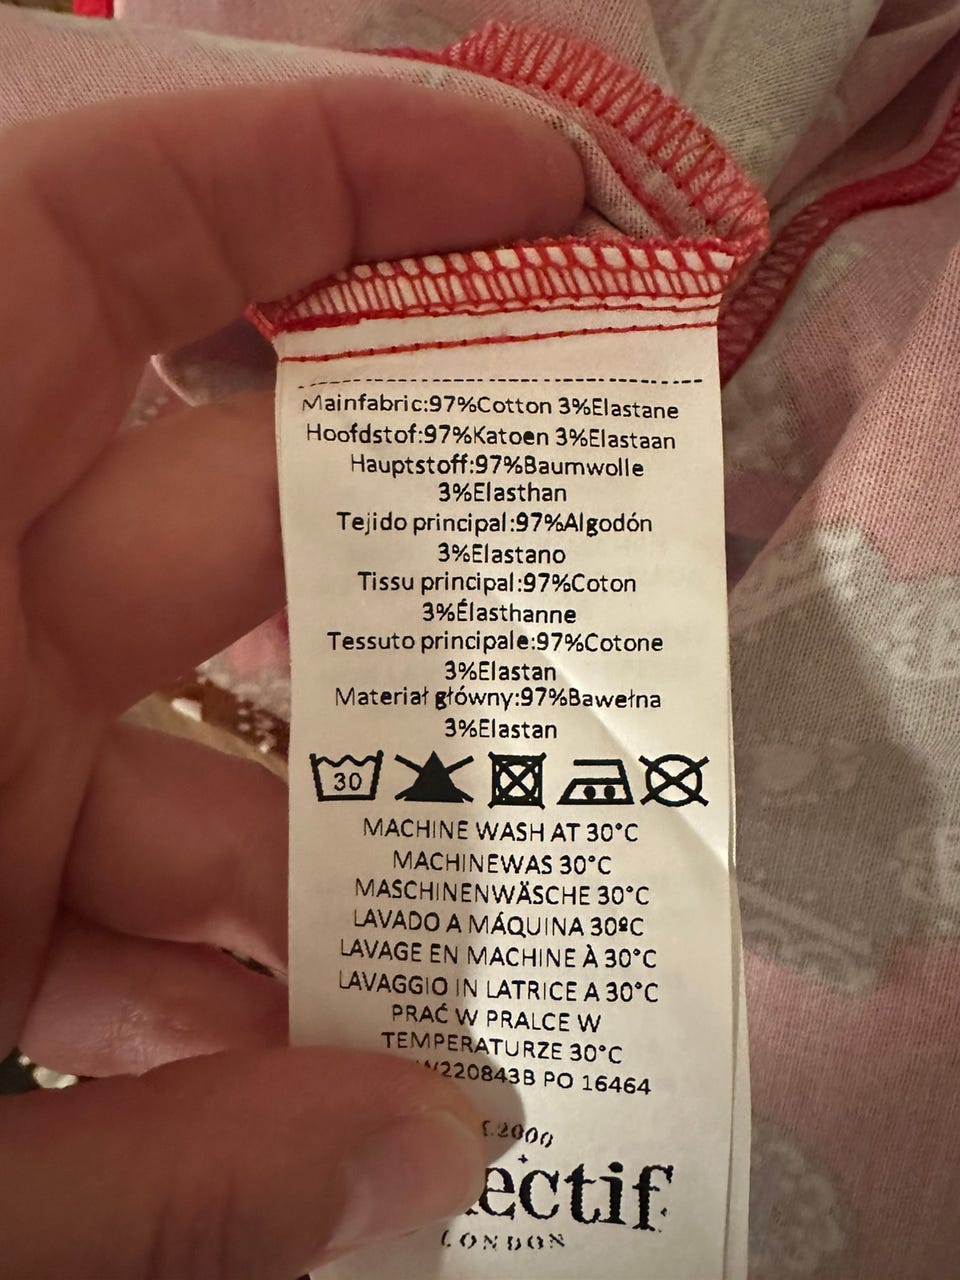 Mainfabric:97%Cotton 3%Elastane
Hoofdstof:97%Katoen 3%Elastaan
Hauptstoff:97%Baumwolle
3%Elasthan
Tejido principal:97%Algodón
3%Elastano
Tissu principal:97%Coton
3%Élasthanne
Tessuto principale:97%Cotone
3%Elastan
Materiał główny:97%Bawełna
3%Elastan
30
MACHINE WASH AT 30°C
MACHINEWAS 30°C
MASCHINENWÄSCHE 30°C
LAVADO A MÁQUINA 30ºC
LAVAGE EN MACHINE À 30°C
LAVAGGIO IN LATRICE A 30°C
PRAĆ W PRALCE W
TEMPERATURZE 30°C
PO 16464
LONDON